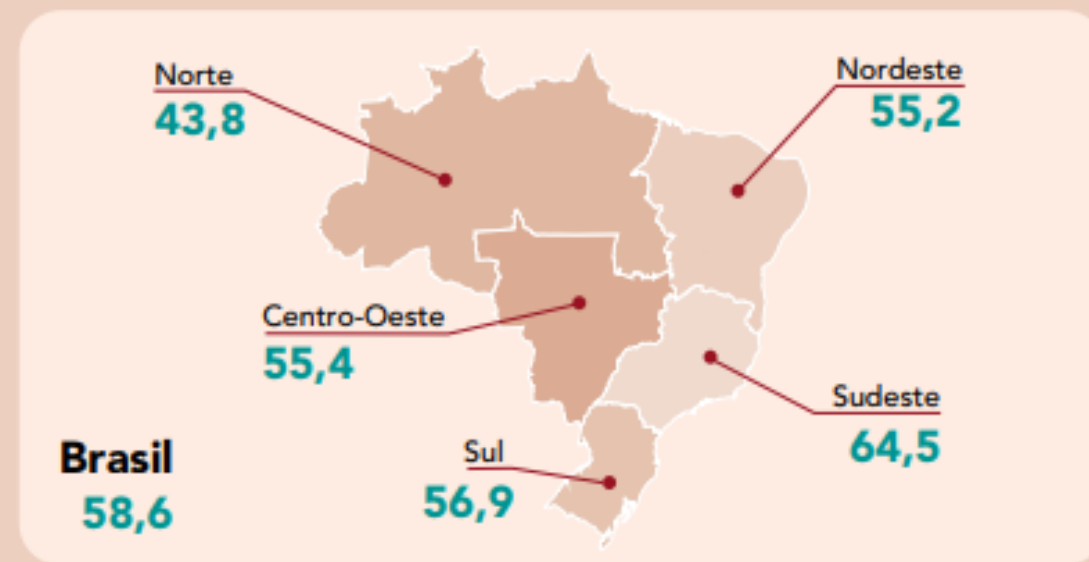 Norte
43,8
Nordeste
55,2
Centro-Oeste
55,4
Sudeste
64,5
Sul
56,9
Brasil
58,6